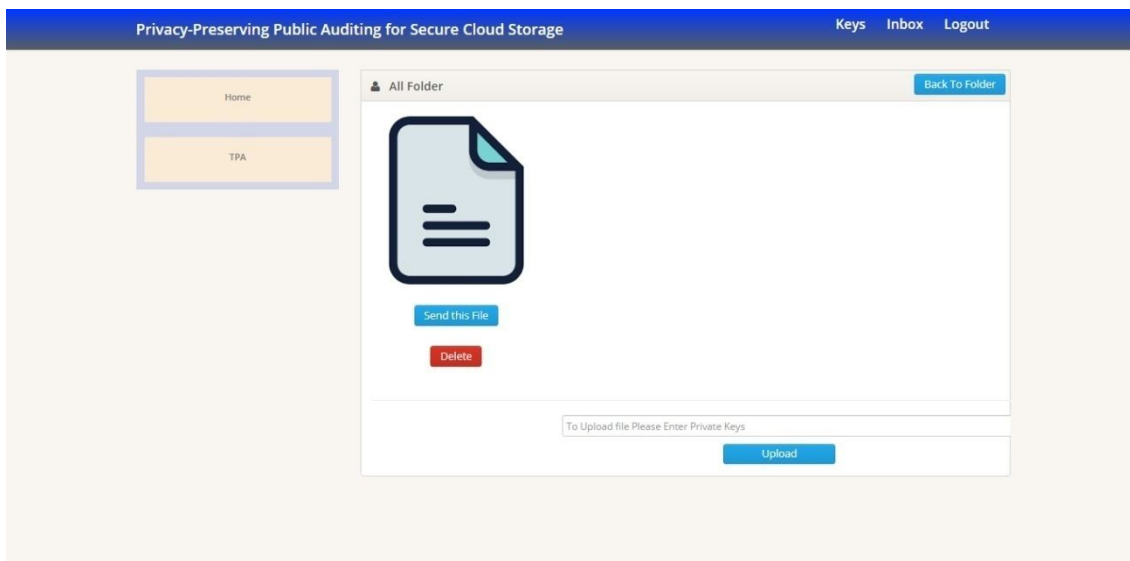 Privacy-Preserving Public Auditing for Secure Cloud Storage
Keys Inbox Logout
Home
TPA
All Folder
Back To Folder
Send this File
Delete
To Upload file Please Enter Private Keys
Upload